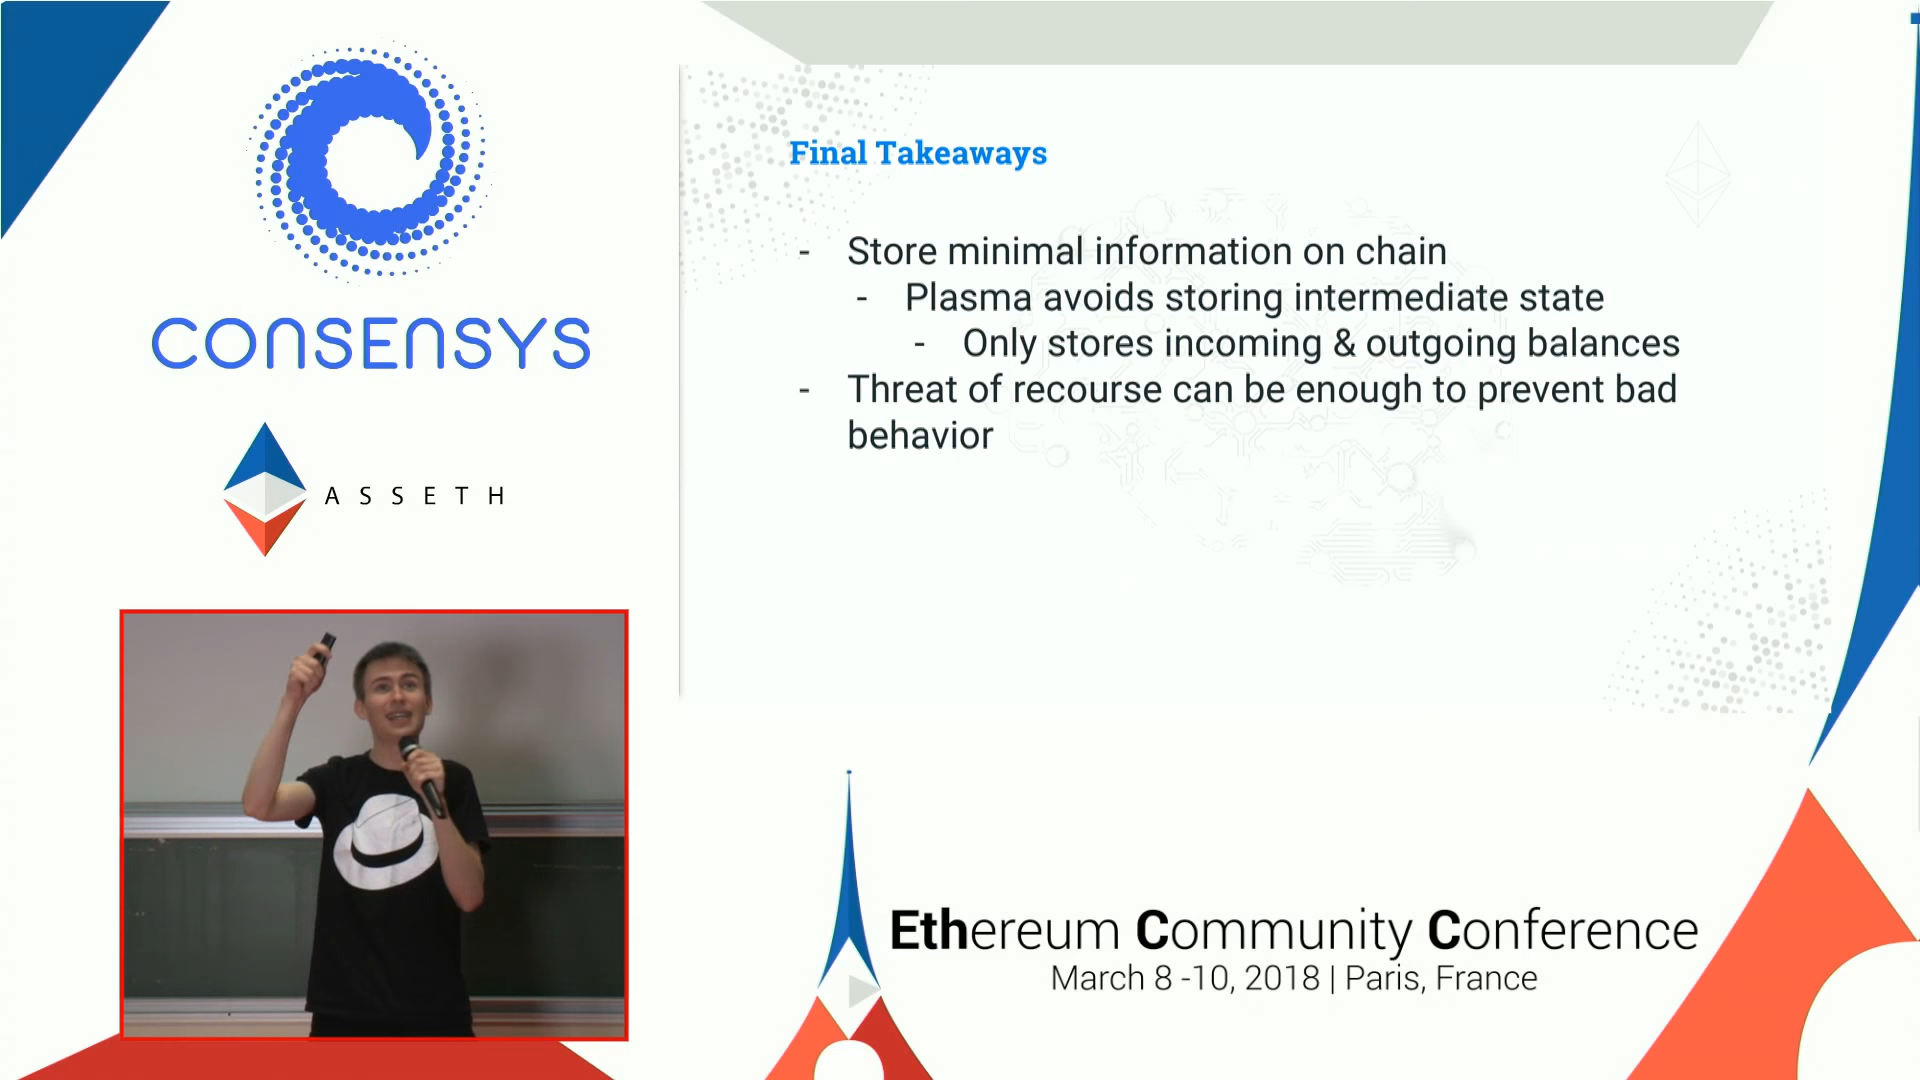 CONSENSYS
ASSETH
Final Takeaways
- Store minimal information on chain
- Plasma avoids storing intermediate state
- Only stores incoming & outgoing balances
- Threat of recourse can be enough to prevent bad
behavior
Ethereum Community Conference
March 8 -10, 2018 | Paris, France